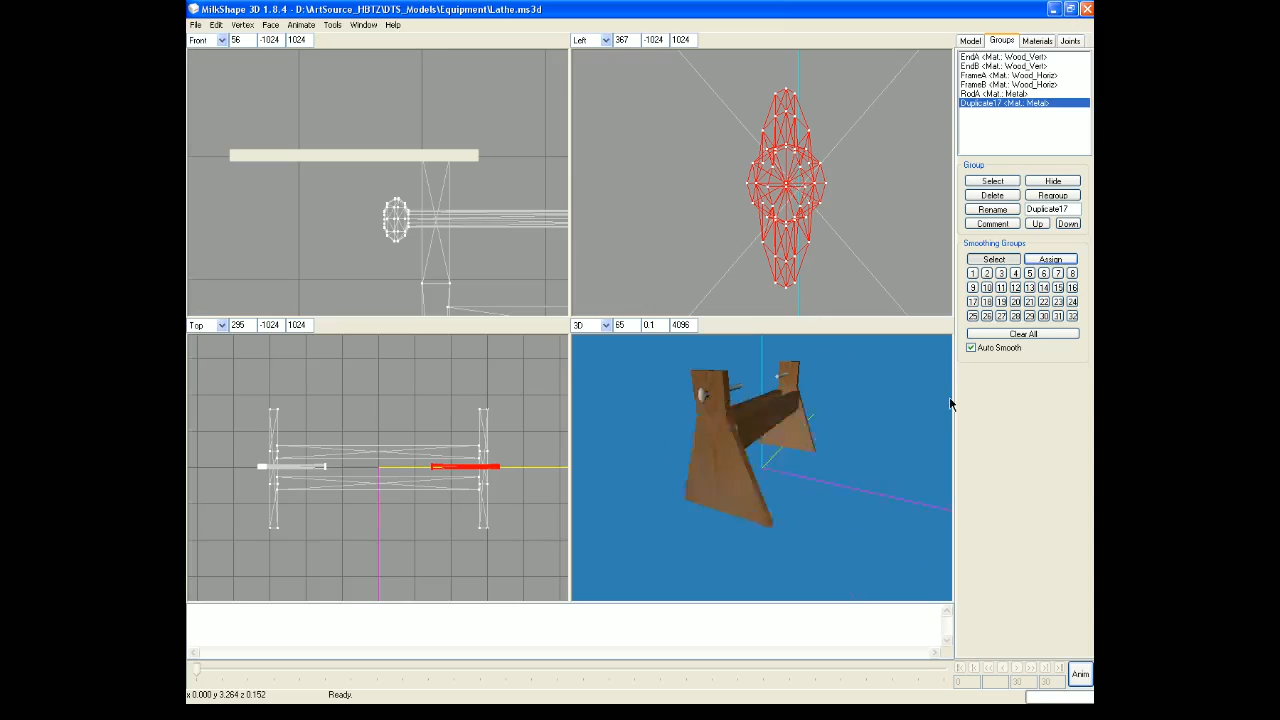 MilkShape 3D 1.8.4 - D:\ArtSource_HBTZ\DTS_Models\Equipment\Lathe.ms3d
File Edit Vertex Face Animate Tools Window Help
Front 56 -1024 1024
Left 367 -1024 1024
Model Groups Materials Joints
EndA <Mat.: Wood_Vert>
EndB <Mat.: Wood_Vert>
FrameA <Mat.: Wood_Horiz>
FrameB <Mat.: Wood_Horiz>
RodA <Mat.: Metal>
Duplicate17 <Mat.: Metal>
Group
Select Hide
Delete Regroup
Rename Duplicate17
Comment Up Down
Smoothing Groups
Select Assign
1 2 3 4 5 6 7 8
9 10 11 12 13 14 15 16
17 18 19 20 21 22 23 24
25 26 27 28 29 30 31 32
Clear All
Auto Smooth
Top 295 -1024 1024
3D 65 0.1 4096
0 30 30
Anim
x 0.000 y 3.264 z 0.152 Ready.